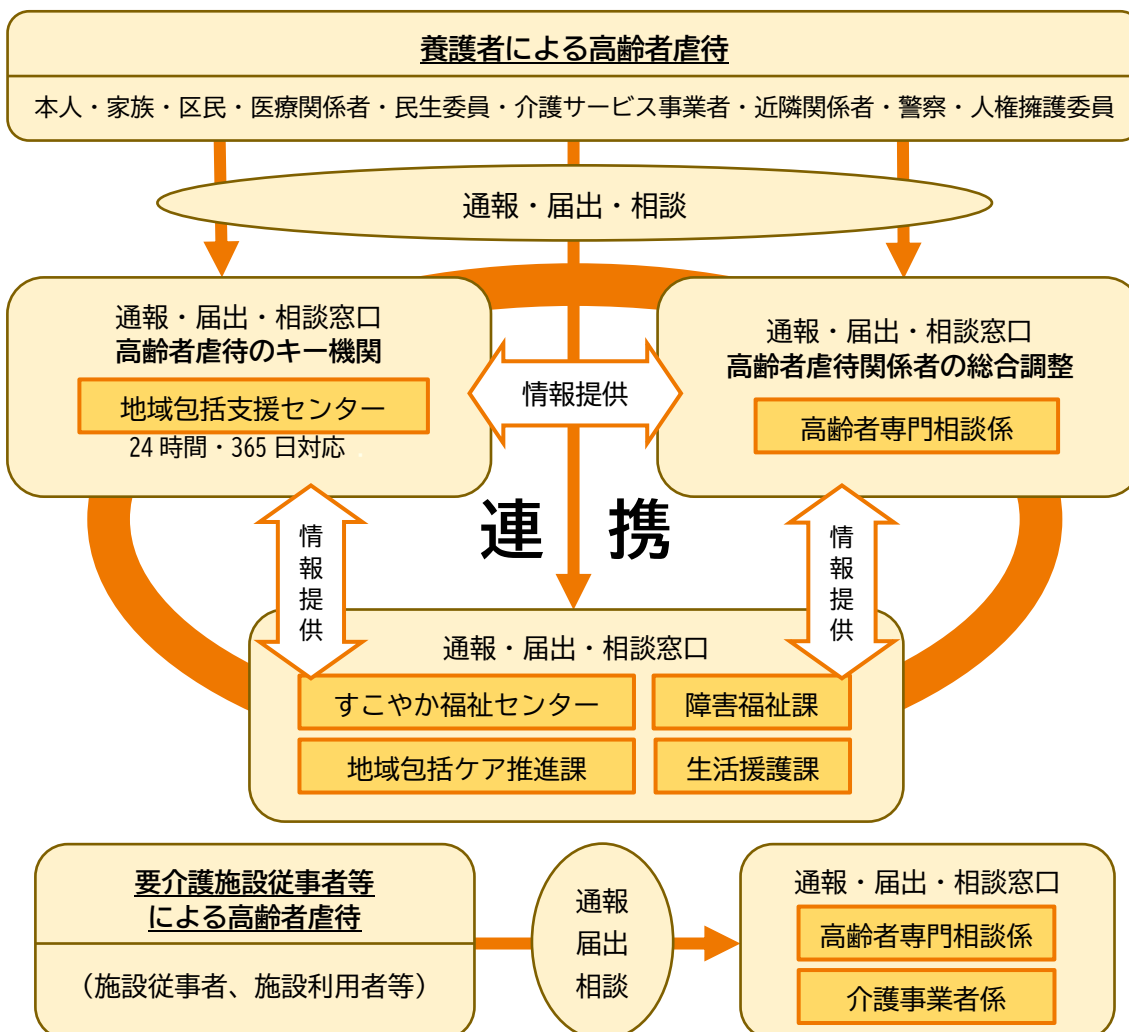 養護者による高齢者虐待
本人・家族・区民・医療関係者・民生委員・介護サービス事業者・近隣関係者・警察・人権擁護委員
通報・届出・相談
通報・届出・相談窓口
高齢者虐待のキー機関
地域包括支援センター
24時間・365日対応
情報提供
通報・届出・相談窓口
高齢者虐待関係者の総合調整
高齢者専門相談係
連携
情報提供
情報提供
通報・届出・相談窓口
すこやか福祉センター
障害福祉課
地域包括ケア推進課
生活援護課
要介護施設従事者等
による高齢者虐待
（施設従事者、施設利用者等）
通報
届出
相談
通報・届出・相談窓口
高齢者専門相談係
介護事業者係